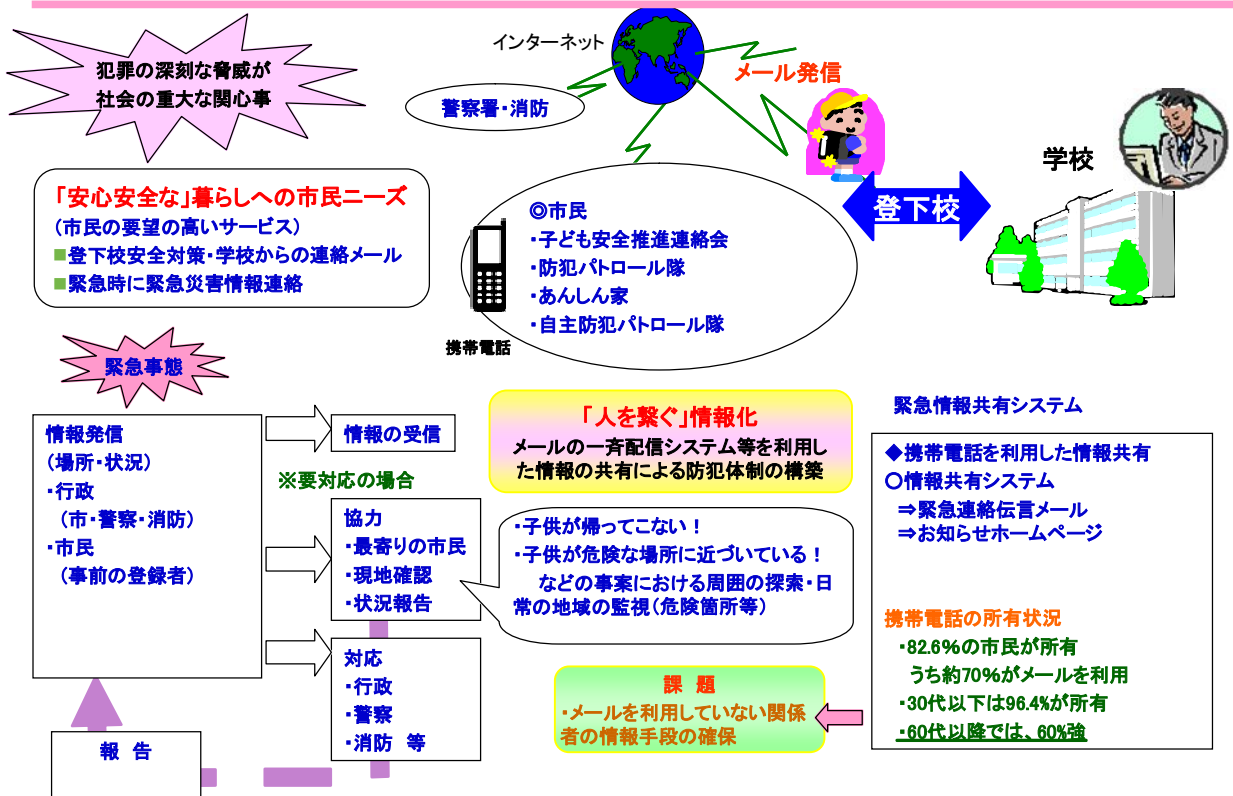 犯罪の深刻な脅威が
社会の重大な関心事
インターネット
メール発信
警察署・消防
学校
登下校
「安心安全な」暮らしへの市民ニーズ
(市民の要望の高いサービス)
■登下校安全対策・学校からの連絡メール
■緊急時に緊急災害情報連絡
◎市民
・子ども安全推進連絡会
・防犯パトロール隊
・あんしん家
・自主防犯パトロール隊
携帯電話
緊急事態
情報発信
(場所・状況)
・行政
(市・警察・消防)
・市民
(事前の登録者)
情報の受信
※要対応の場合
協力
・最寄りの市民
・現地確認
・状況報告
対応
・行政
・警察
・消防 等
報 告
「人を繋ぐ」情報化
メールの一斉配信システム等を利用し
た情報の共有による防犯体制の構築
・子供が帰ってこない！
・子供が危険な場所に近づいている！
などの事案における周囲の探索・日
常の地域の監視(危険箇所等)
課 題
・メールを利用していない関係
者の情報手段の確保
緊急情報共有システム
◆携帯電話を利用した情報共有
○情報共有システム
⇒緊急連絡伝言メール
⇒お知らせホームページ
携帯電話の所有状況
・82.6%の市民が所有
うち約70%がメールを利用
・30代以下は96.4%が所有
・60代以降では、60%強